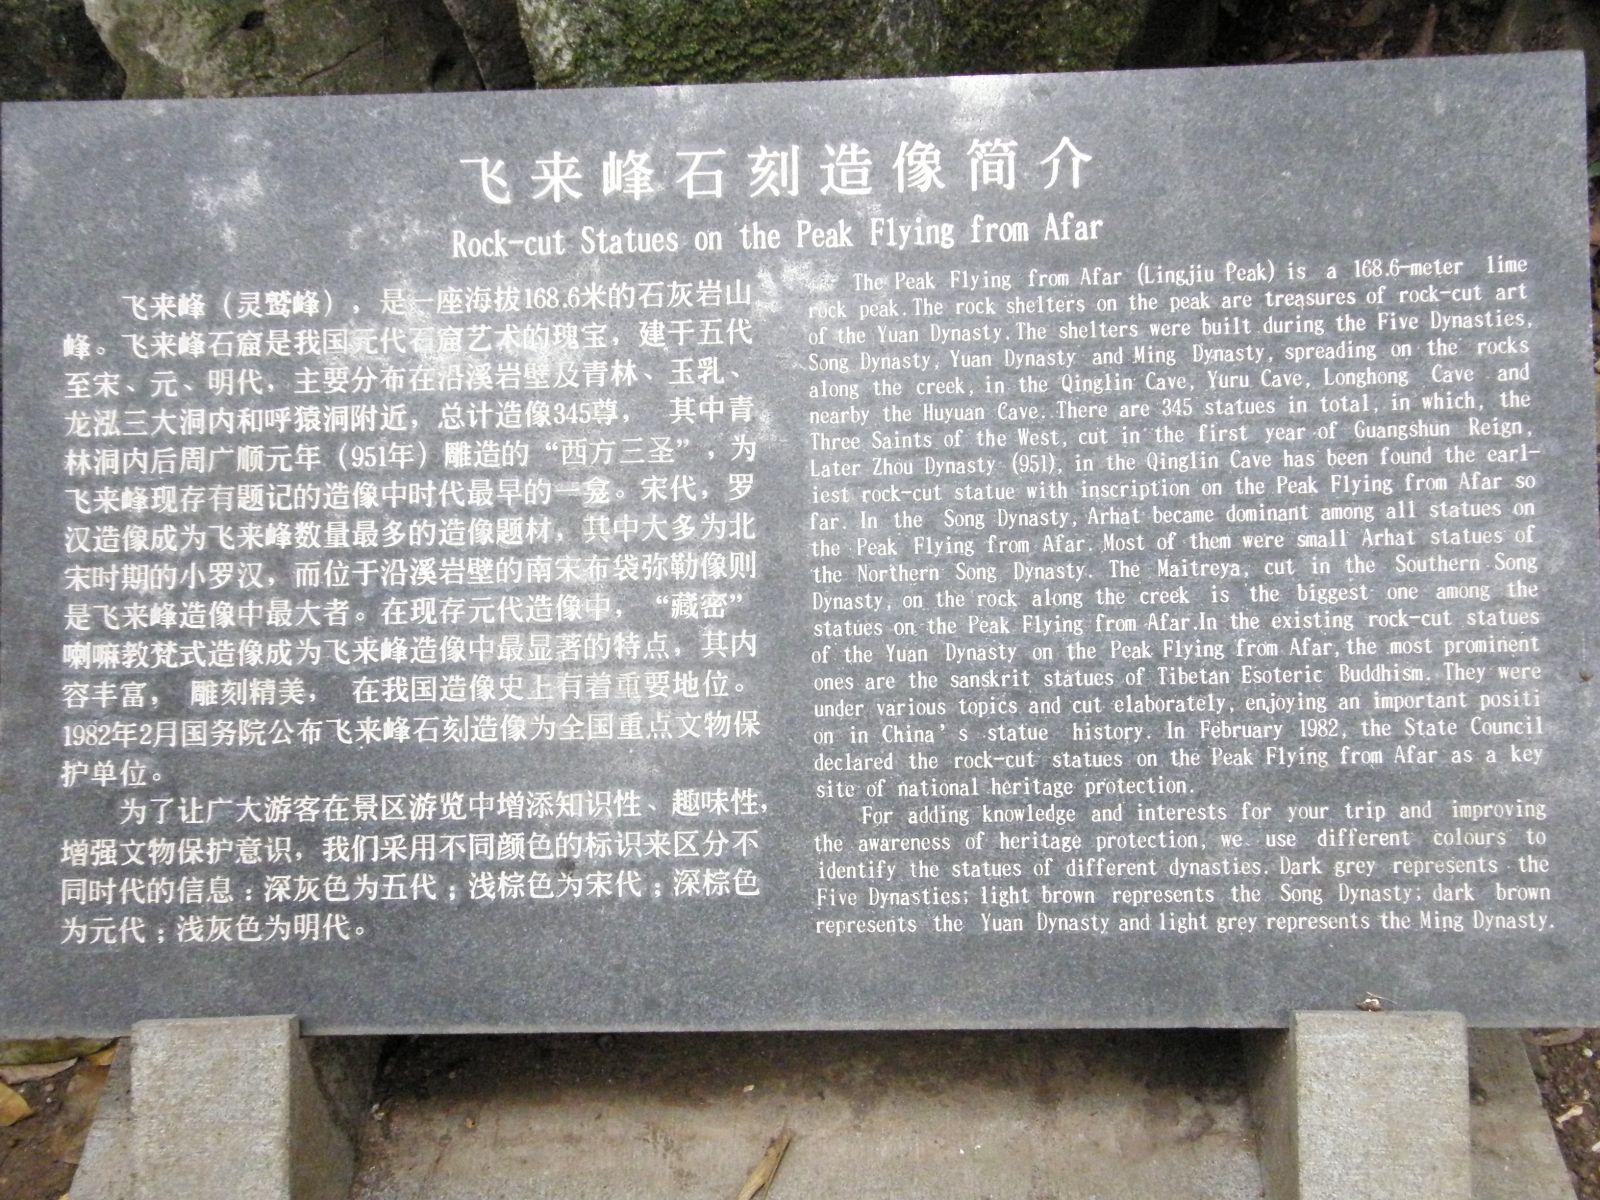 飞来峰石刻造像简介
Rock-cut Statues on the Peak Flying from Afar
飞来峰（灵鹫峰），是一座海拔168.6米的石灰岩山
峰。飞来峰石窟是我国元代石窟艺术的瑰宝，建于五代
至宋、元、明代，主要分布在沿溪岩壁及青林、玉乳、
龙泓三大洞内和呼猿洞附近，总计造像345尊， 其中青
林洞内后周广顺元年（951年）雕造的“西方三圣”，为
飞来峰现存有题记的造像中时代最早的一龛。宋代，罗
汉造像成为飞来峰数量最多的造像题材，其中大多为北
宋时期的小罗汉，而位于沿溪岩壁的南宋布袋弥勒像则
是飞来峰造像中最大者。在现存元代造像中，“藏密”
喇嘛教梵式造像成为飞来峰造像中最显著的特点，其内
容丰富， 雕刻精美， 在我国造像史上有着重要地位。
1982年2月国务院公布飞来峰石刻造像为全国重点文物保
护单位。
为了让广大游客在景区游览中增添知识性、趣味性，
增强文物保护意识，我们采用不同颜色的标识来区分不
同时代的信息：深灰色为五代；浅棕色为宋代；深棕色
为元代；浅灰色为明代。
The Peak Flying from Afar (Lingjiu Peak) is a 168.6-meter lime
rock peak. The rock shelters on the peak are treasures of rock-cut art
of the Yuan Dynasty. The shelters were built during the Five Dynasties,
Song Dynasty, Yuan Dynasty and Ming Dynasty, spreading on the rocks
along the creek, in the Qinglin Cave, Yuru Cave, Longhong Cave and
nearby the Huyuan Cave. There are 345 statues in total, in which, the
Three Saints of the West, cut in the first year of Guangshun Reign,
Later Zhou Dynasty (951), in the Qinglin Cave has been found the earl-
iest rock-cut statue with inscription on the Peak Flying from Afar so
far. In the Song Dynasty, Arhat became dominant among all statues on
the Peak Flying from Afar. Most of them were small Arhat statues of
the Northern Song Dynasty. The Maitreya, cut in the Southern Song
Dynasty, on the rock along the creek is the biggest one among the
statues on the Peak Flying from Afar.In the existing rock-cut statues
of the Yuan Dynasty on the Peak Flying from Afar, the most prominent
ones are the sanskrit statues of Tibetan Esoteric Buddhism. They were
under various topics and cut elaborately, enjoying an important positi
on in China's statue history. In February 1982, the State Council
declared the rock-cut statues on the Peak Flying from Afar as a key
site of national heritage protection.
For adding knowledge and interests for your trip and improving
the awareness of heritage protection, we use different colours to
identify the statues of different dynasties. Dark grey represents the
Five Dynasties; light brown represents the Song Dynasty; dark brown
represents the Yuan Dynasty and light grey represents the Ming Dynasty.